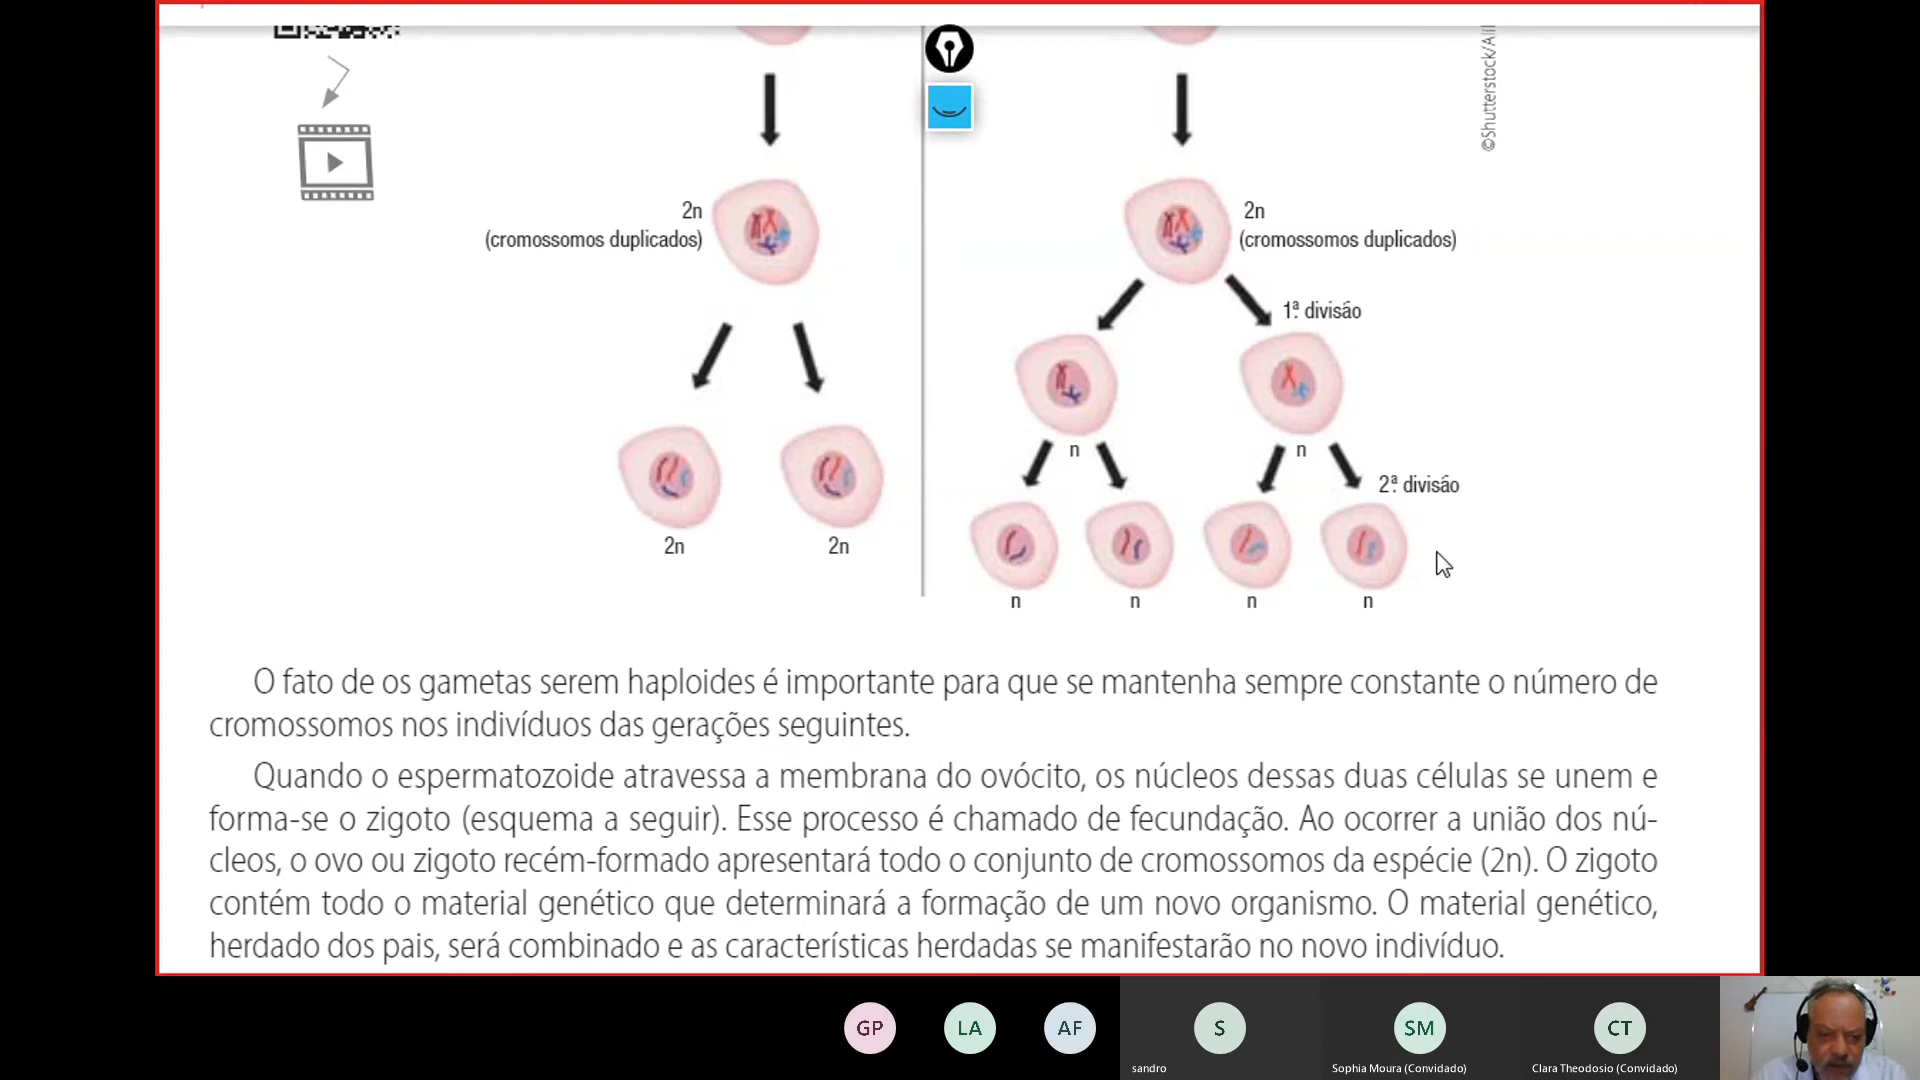 ©Shutterstock/Ali
2n
(cromossomos duplicados)
2n
(cromossomos duplicados)
1ª. divisão
n
n
2ª. divisão
2n
2n
n
n
n
n
O fato de os gametas serem haploides é importante para que se mantenha sempre constante o número de
cromossomos nos indivíduos das gerações seguintes.
Quando o espermatozoide atravessa a membrana do ovócito, os núcleos dessas duas células se unem e
forma-se o zigoto (esquema a seguir). Esse processo é chamado de fecundação. Ao ocorrer a união dos nú-
cleos, o ovo ou zigoto recém-formado apresentará todo o conjunto de cromossomos da espécie (2n). O zigoto
contém todo o material genético que determinará a formação de um novo organismo. O material genético,
herdado dos pais, será combinado e as características herdadas se manifestarão no novo indivíduo.
GP
LA
AF
S
SM
CT
sandro
Sophia Moura (Convidado)
Clara Theodosio (Convidado)